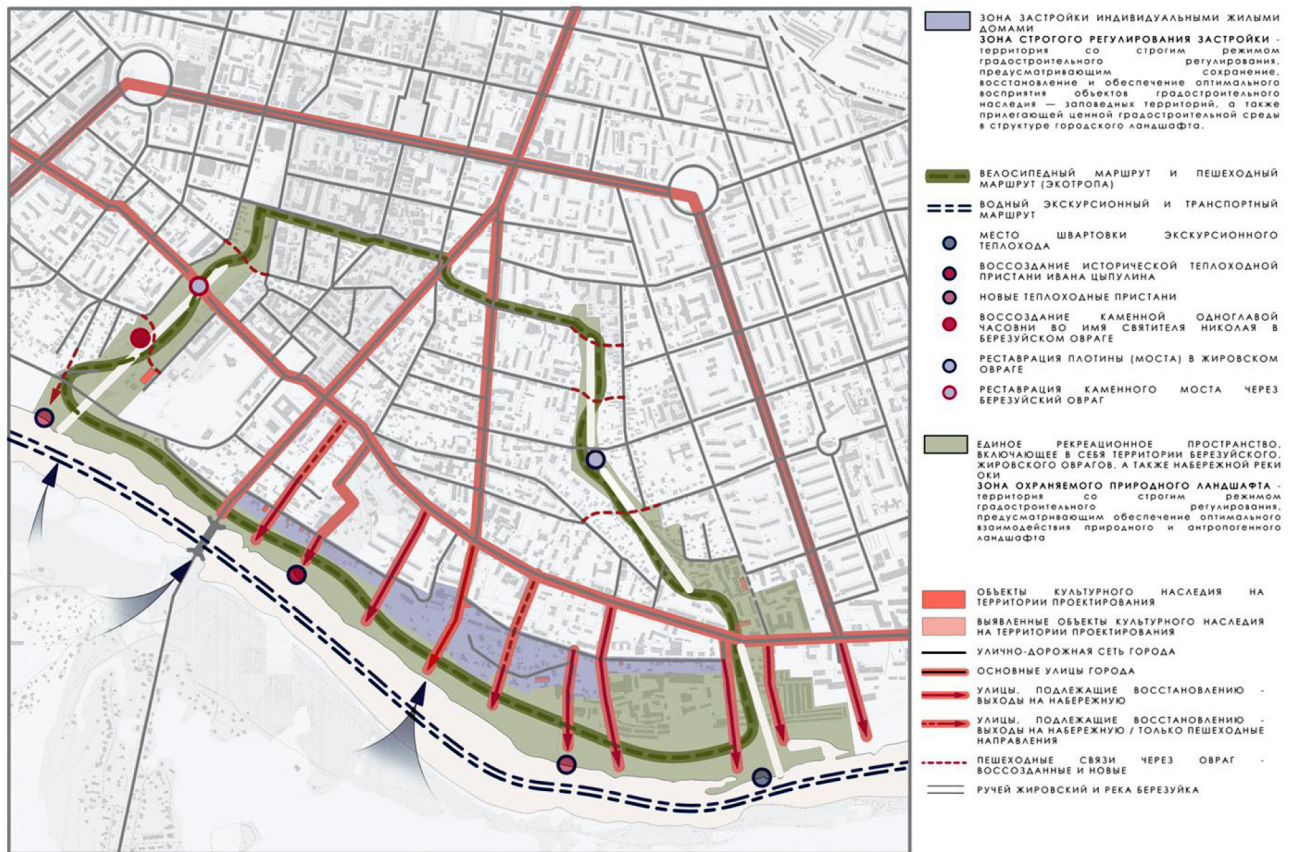 ЗОНА ЗАСТРОЙКИ ИНДИВИДУАЛЬНЫМИ ЖИЛЫМИ
ДОМАМИ
ЗОНА СТРОГОГО РЕГУЛИРОВАНИЯ ЗАСТРОЙКИ -
территория со строгим режимом
градостроительного регулирования,
предусматривающим сохранение,
восстановление и обеспечение оптимального
восприятия объектов градостроительного
наследия — заповедных территорий, а также
прилегающей ценной градостроительной среды
в структуре городского ландшафта.
ВЕЛОСИПЕДНЫЙ МАРШРУТ И ПЕШЕХОДНЫЙ
МАРШРУТ (ЭКОТРОПА)
ВОДНЫЙ ЭКСКУРСИОННЫЙ И ТРАНСПОРТНЫЙ
МАРШРУТ
МЕСТО ШВАРТОВКИ ЭКСКУРСИОННОГО
ТЕПЛОХОДА
ВОССОЗДАНИЕ ИСТОРИЧЕСКОЙ ТЕПЛОХОДНОЙ
ПРИСТАНИ ИВАНА ЦЫПУЛИНА
НОВЫЕ ТЕПЛОХОДНЫЕ ПРИСТАНИ
ВОССОЗДАНИЕ КАМЕННОЙ ОДНОГЛАВОЙ
ЧАСОВНИ ВО ИМЯ СВЯТИТЕЛЯ НИКОЛАЯ В
БЕРЕЗУЙСКОМ ОВРАГЕ
РЕСТАВРАЦИЯ ПЛОТИНЫ (МОСТА) В ЖИРОВСКОМ
ОВРАГЕ
РЕСТАВРАЦИЯ КАМЕННОГО МОСТА ЧЕРЕЗ
БЕРЕЗУЙСКИЙ ОВРАГ
ЕДИНОЕ РЕКРЕАЦИОННОЕ ПРОСТРАНСТВО,
ВКЛЮЧАЮЩЕЕ В СЕБЯ ТЕРРИТОРИИ БЕРЕЗУЙСКОГО,
ЖИРОВСКОГО ОВРАГОВ, А ТАКЖЕ НАБЕРЕЖНОЙ РЕКИ
ОКИ
ЗОНА ОХРАНЯЕМОГО ПРИРОДНОГО ЛАНДШАФТА -
территория со строгим режимом
градостроительного регулирования,
предусматривающим обеспечение оптимального
взаимодействия природного и антропогенного
ландшафта
ОБЪЕКТЫ КУЛЬТУРНОГО НАСЛЕДИЯ НА
ТЕРРИТОРИИ ПРОЕКТИРОВАНИЯ
ВЫЯВЛЕННЫЕ ОБЪЕКТЫ КУЛЬТУРНОГО НАСЛЕДИЯ
НА ТЕРРИТОРИИ ПРОЕКТИРОВАНИЯ
УЛИЧНО-ДОРОЖНАЯ СЕТЬ ГОРОДА
ОСНОВНЫЕ УЛИЦЫ ГОРОДА
УЛИЦЫ, ПОДЛЕЖАЩИЕ ВОССТАНОВЛЕНИЮ -
ВЫХОДЫ НА НАБЕРЕЖНУЮ
УЛИЦЫ, ПОДЛЕЖАЩИЕ ВОССТАНОВЛЕНИЮ -
ВЫХОДЫ НА НАБЕРЕЖНУЮ / ТОЛЬКО ПЕШЕХОДНЫЕ
НАПРАВЛЕНИЯ
ПЕШЕХОДНЫЕ СВЯЗИ ЧЕРЕЗ ОВРАГ -
ВОССОЗДАННЫЕ И НОВЫЕ
РУЧЕЙ ЖИРОВСКИЙ И РЕКА БЕРЕЗУЙКА